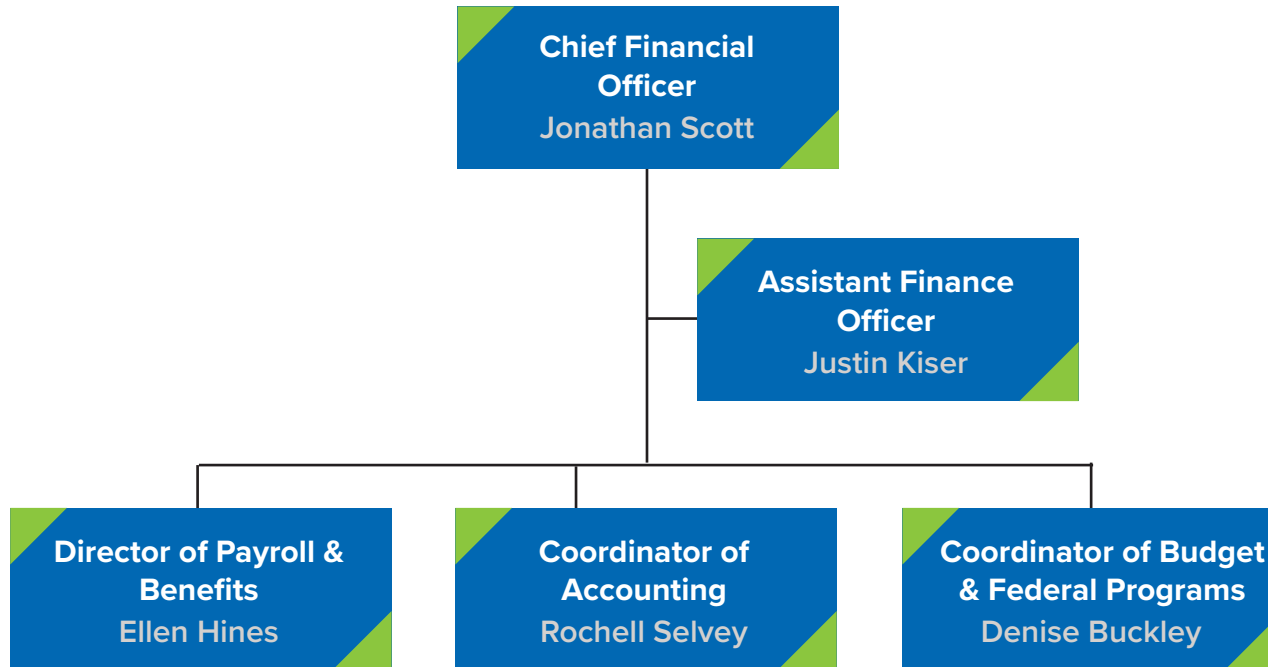 Chief Financial
Officer
Jonathan Scott
Assistant Finance
Officer
Justin Kiser
Director of Payroll &
Benefits
Ellen Hines
Coordinator of
Accounting
Rochell Selvey
Coordinator of Budget
& Federal Programs
Denise Buckley